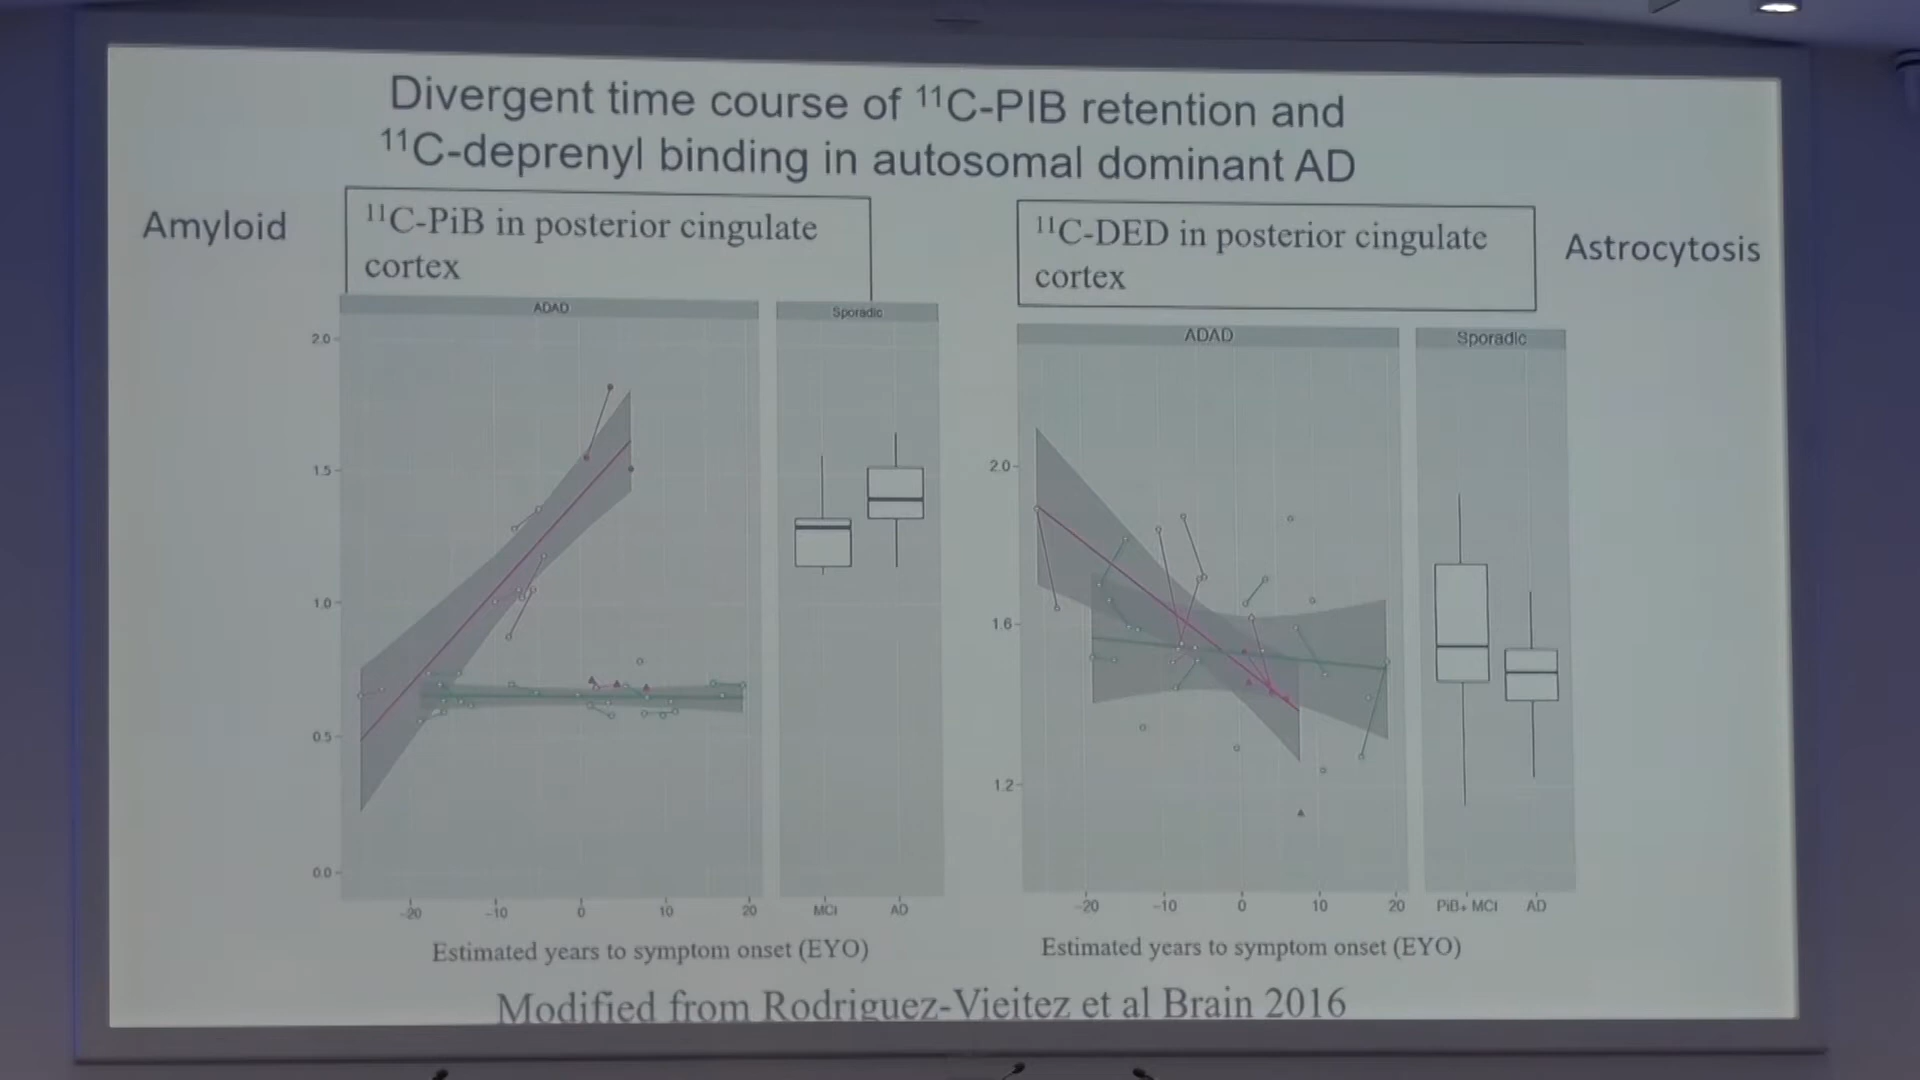 Divergent time course of ¹¹C-PIB retention and
¹¹C-deprenyl binding in autosomal dominant AD
Amyloid
¹¹C-PiB in posterior cingulate
cortex
¹¹C-DED in posterior cingulate
cortex
Astrocytosis
ADAD
Sporadic
2.0
1.5
1.0
0.5
0.0
-20 -10 0 10 20
MCI AD
Estimated years to symptom onset (EYO)
ADAD
Sporadic
2.0
1.6
1.2
-20 -10 0 10 20
PiB+ MCI AD
Estimated years to symptom onset (EYO)
Modified from Rodriguez-Vieitez et al Brain 2016